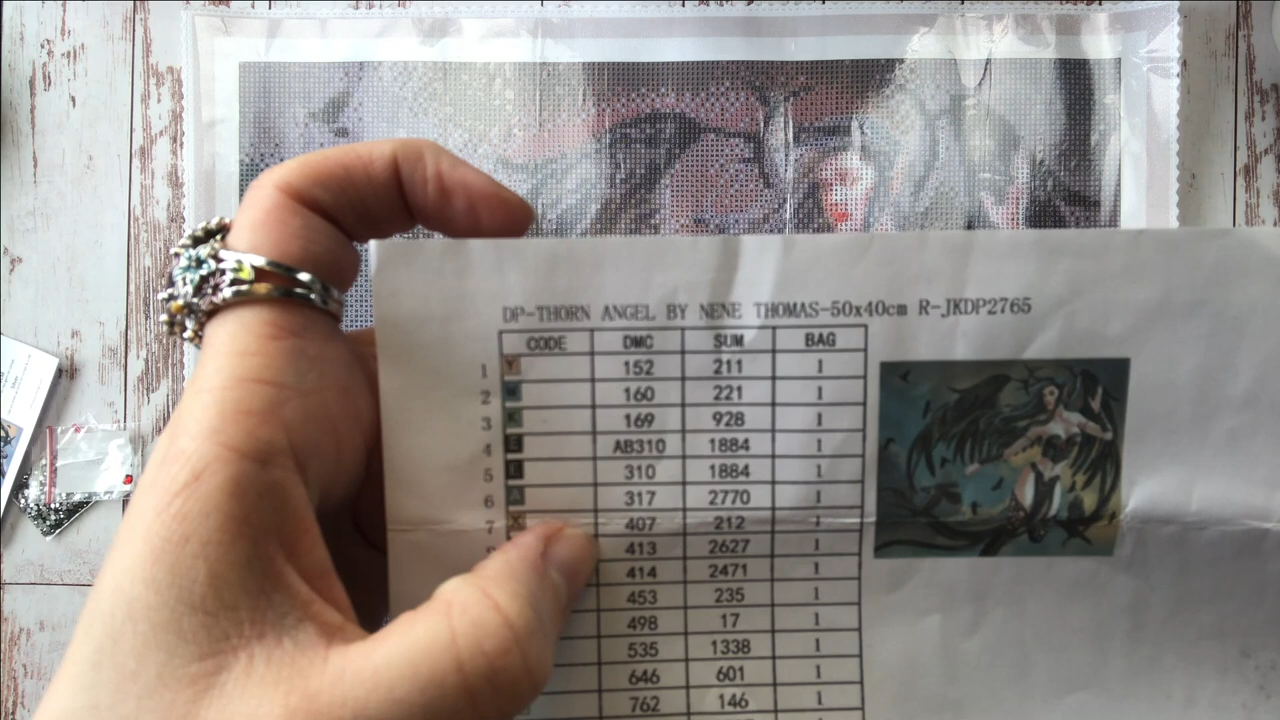 DP-THORN ANGEL BY NENE THOMAS-50x40cm R-JKDP2765
CODE DMC SUM BAG
1 Y 152 211 1
2 160 221 1
3 K 169 928 1
4 E AB310 1884 1
5 E 310 1884 1
6 A 317 2770 1
7 X 407 212 1
413 2627 1
414 2471 1
453 235 1
498 17 1
535 1338 1
646 601 1
762 146 1